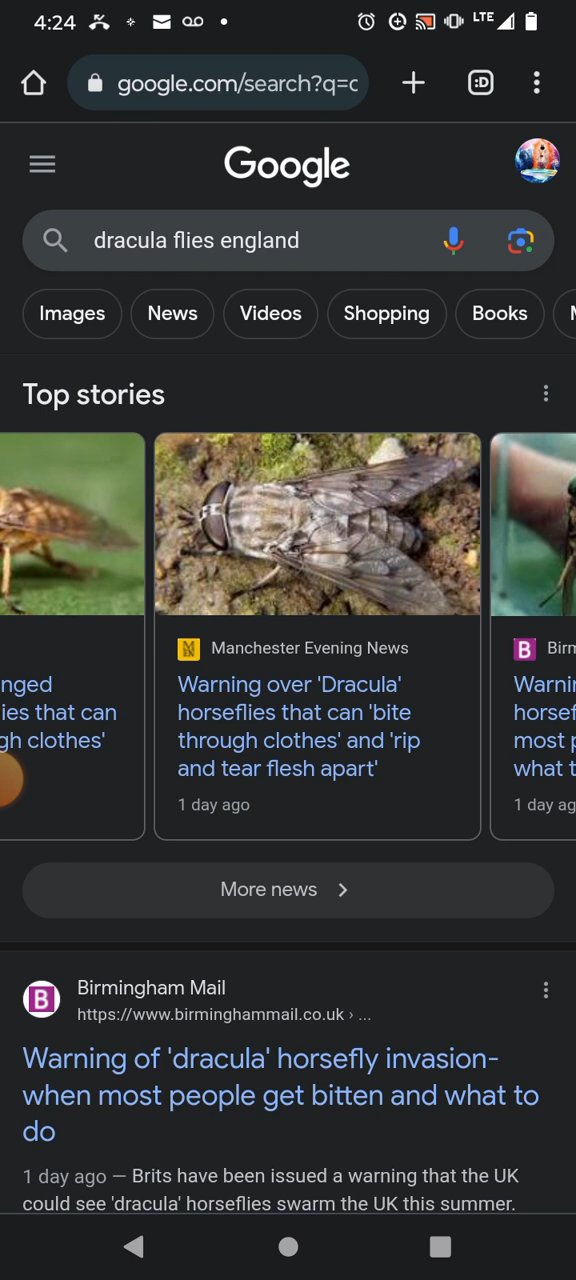 4:24
LTE
google.com/search?q=c
:D
Google
dracula flies england
Images
News
Videos
Shopping
Books
Top stories
nged
ies that can
gh clothes'
Manchester Evening News
Warning over 'Dracula'
horseflies that can 'bite
through clothes' and 'rip
and tear flesh apart'
1 day ago
B
Birm
Warnin
horsef
most p
what t
1 day ag
More news
B
Birmingham Mail
https://www.birminghammail.co.uk › ...
Warning of 'dracula' horsefly invasion-
when most people get bitten and what to
do
1 day ago — Brits have been issued a warning that the UK
could see 'dracula' horseflies swarm the UK this summer.